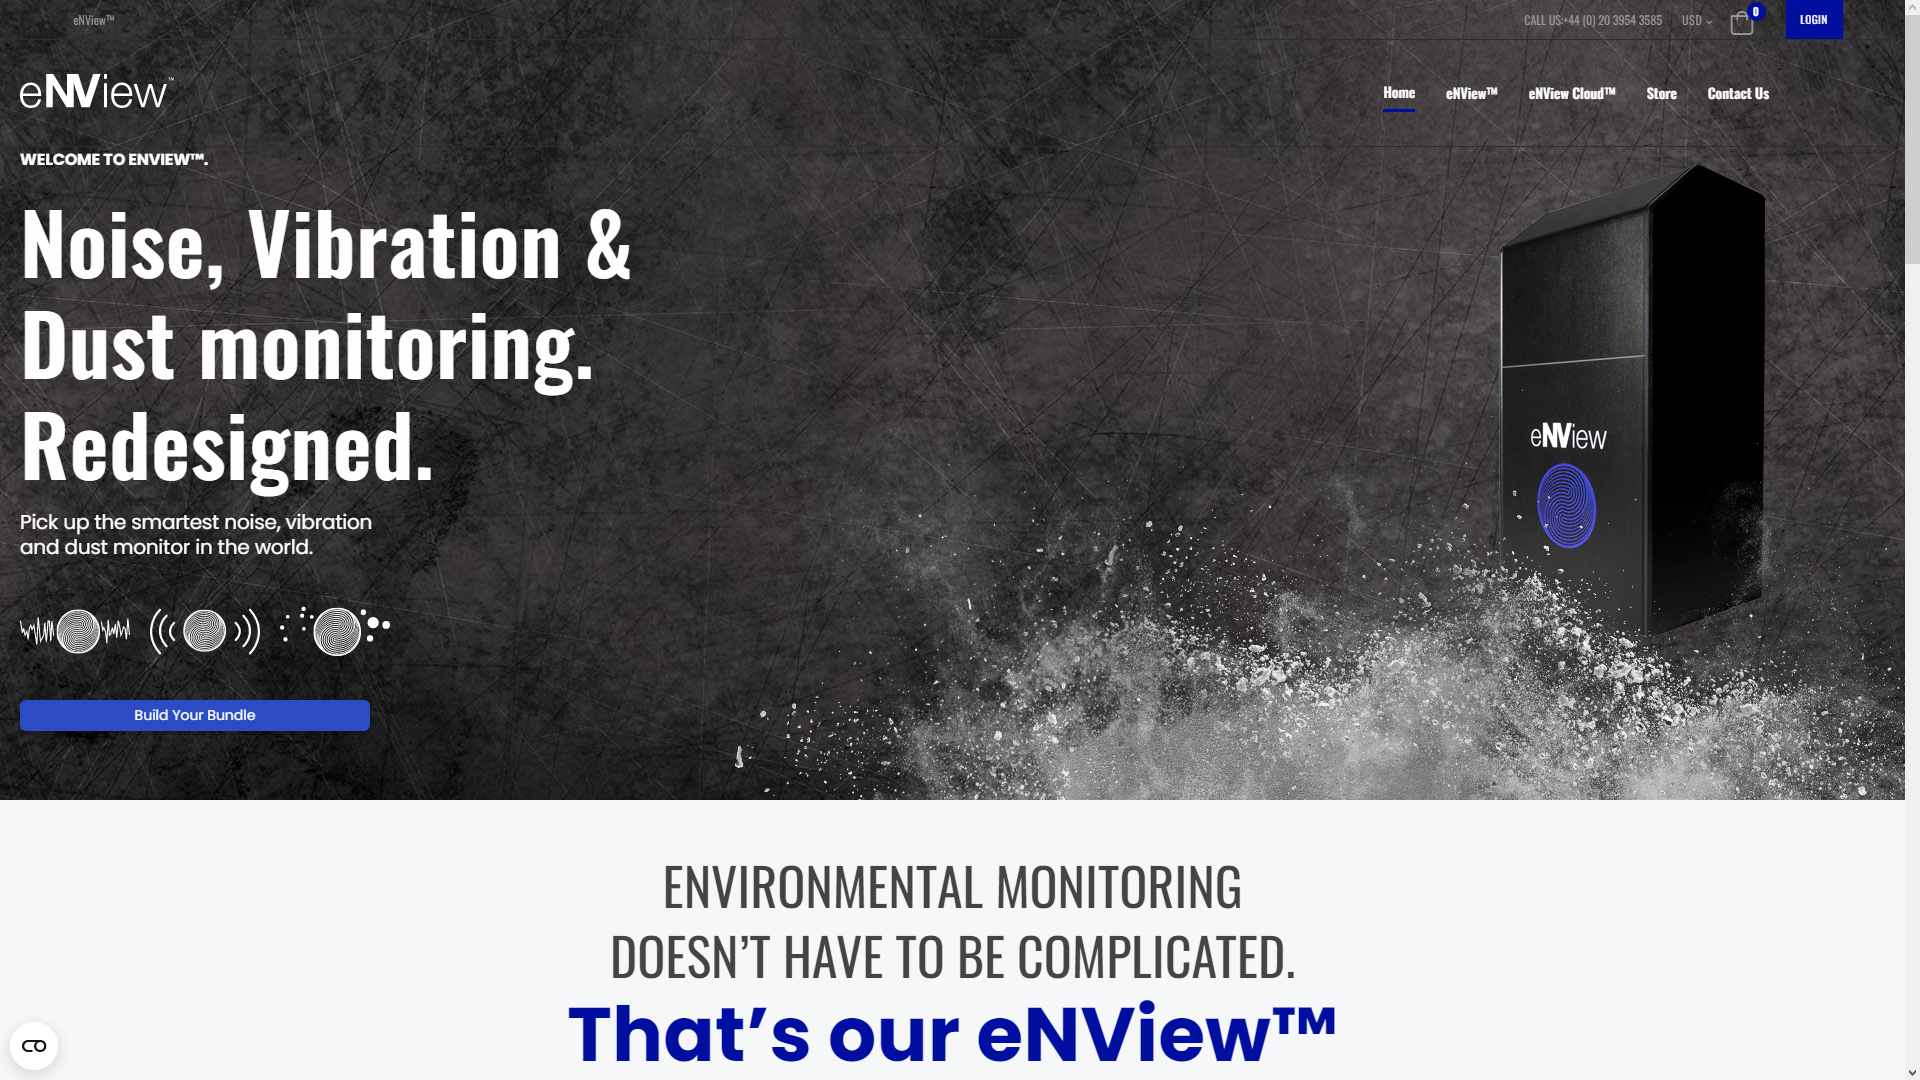 eNView™
CALL US:+44 (0) 20 3954 3585
USD
0
LOGIN
eNView™
Home
eNView™
eNView Cloud™
Store
Contact Us
WELCOME TO ENVIEW™.
Noise, Vibration &
Dust monitoring.
Redesigned.
Pick up the smartest noise, vibration
and dust monitor in the world.
Build Your Bundle
eNView
ENVIRONMENTAL MONITORING
DOESN’T HAVE TO BE COMPLICATED.
That’s our eNView™